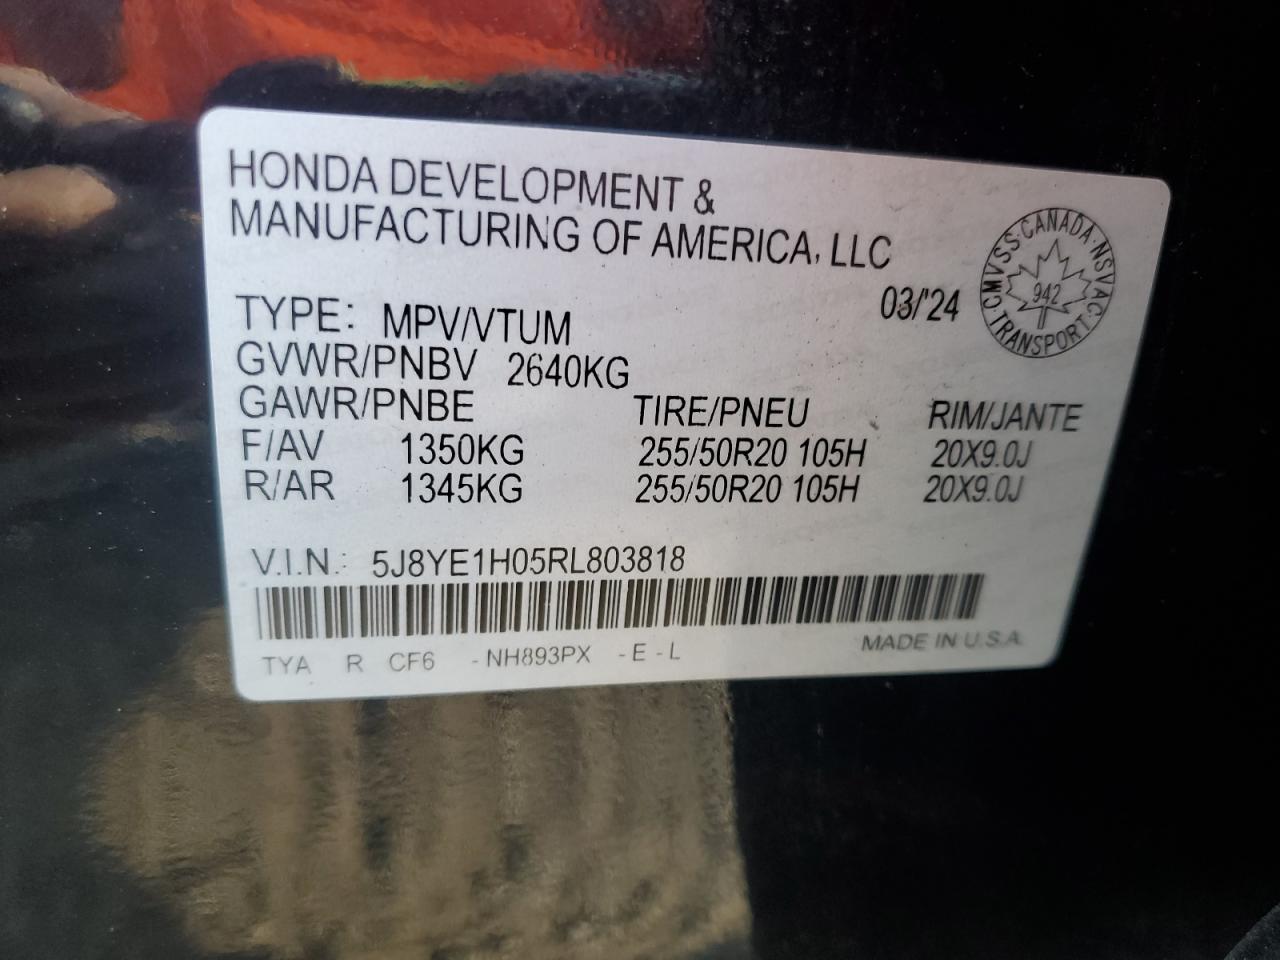 HONDA DEVELOPMENT &
MANUFACTURING OF AMERICA, LLC
03/'24
CMVSS·CANADA·NSVAC·TRANSPORT·
942
TYPE: MPV/VTUM
GVWR/PNBV 2640KG
GAWR/PNBE TIRE/PNEU RIM/JANTE
F/AV 1350KG 255/50R20 105H 20X9.0J
R/AR 1345KG 255/50R20 105H 20X9.0J
V.I.N.: 5J8YE1H05RL803818
TYA R CF6 -NH893PX -E-L MADE IN U.S.A.